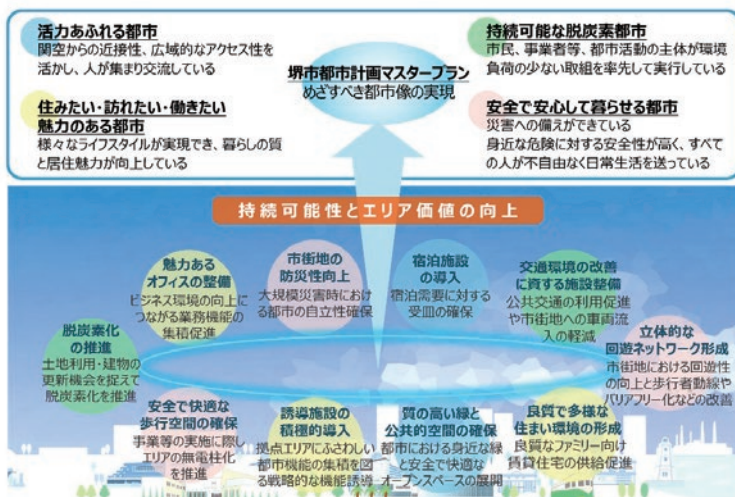 活力あふれる都市
関空からの近接性、広域的なアクセス性を
活かし、人が集まり交流している
住みたい・訪れたい・働きたい
魅力のある都市
様々なライフスタイルが実現でき、暮らしの質
と居住魅力が向上している
堺市都市計画マスタープラン
めざすべき都市像の実現
持続可能な脱炭素都市
市民、事業者等、都市活動の主体が環境
負荷の少ない取組を率先して実行している
安全で安心して暮らせる都市
災害への備えができている
身近な危険に対する安全性が高く、すべて
の人が不自由なく日常生活を送っている
持続可能性とエリア価値の向上
魅力ある
オフィスの整備
ビジネス環境の向上に
つながる業務機能の
集積促進
市街地の
防災性向上
大規模災害時におけ
る都市の自立性確保
宿泊施設
の導入
宿泊需要に対する
受皿の確保
交通環境の改善
に資する施設整備
公共交通の利用促進
や市街地への車両流
入の軽減
脱炭素化
の推進
土地利用・建物の
更新機会を捉えて
脱炭素化を推進
立体的な
回遊ネットワーク形成
市街地における回遊性
の向上と歩行者動線や
バリアフリー化などの改善
安全で快適な
歩行空間の確保
事業等の実施に際し
エリアの無電柱化
を推進
誘導施設の
積極的導入
拠点エリアにふさわしい
都市機能の集積を図
る戦略的な機能誘導
質の高い緑と
公共的空間の確保
都市における身近な緑
と安全で快適な
オープンスペースの展開
良質で多様な
住まい環境の形成
良質なファミリー向け
賃貸住宅の供給促進